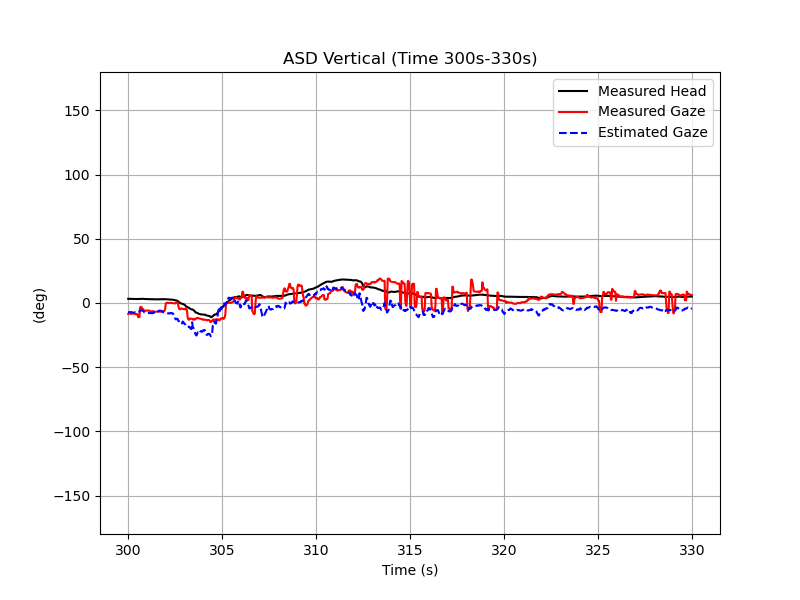 ASD Vertical (Time 300s-330s)
Measured Head
Measured Gaze
Estimated Gaze
(deg)
150
100
50
0
−50
−100
−150
300 305 310 315 320 325 330
Time (s)